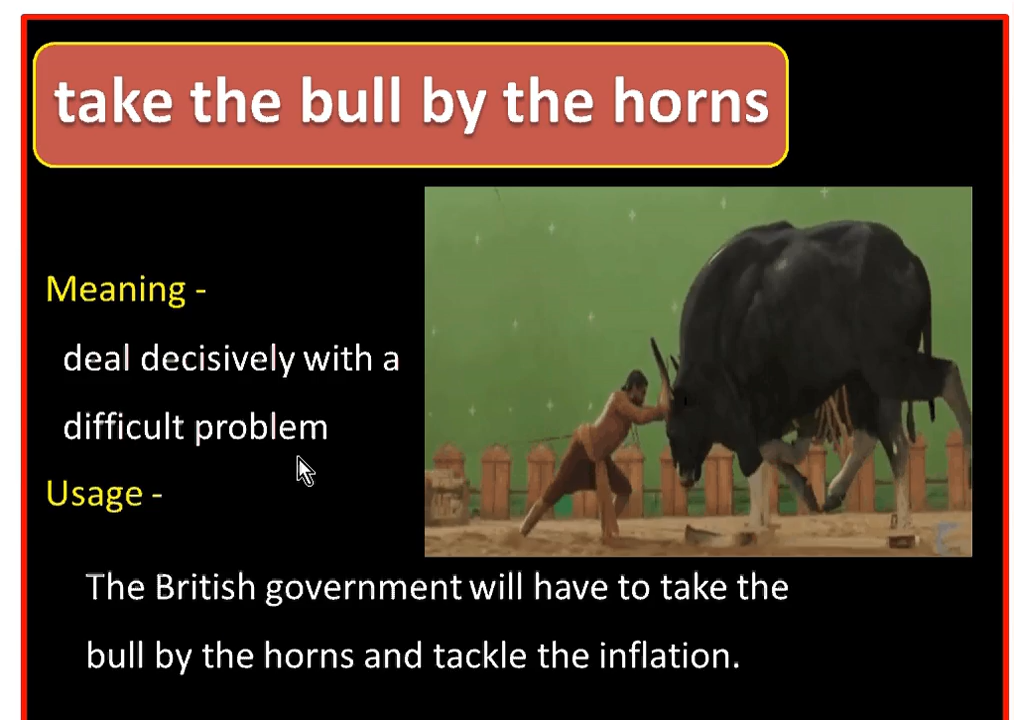 take the bull by the horns
Meaning -
deal decisively with a
difficult problem
Usage -
The British government will have to take the
bull by the horns and tackle the inflation.